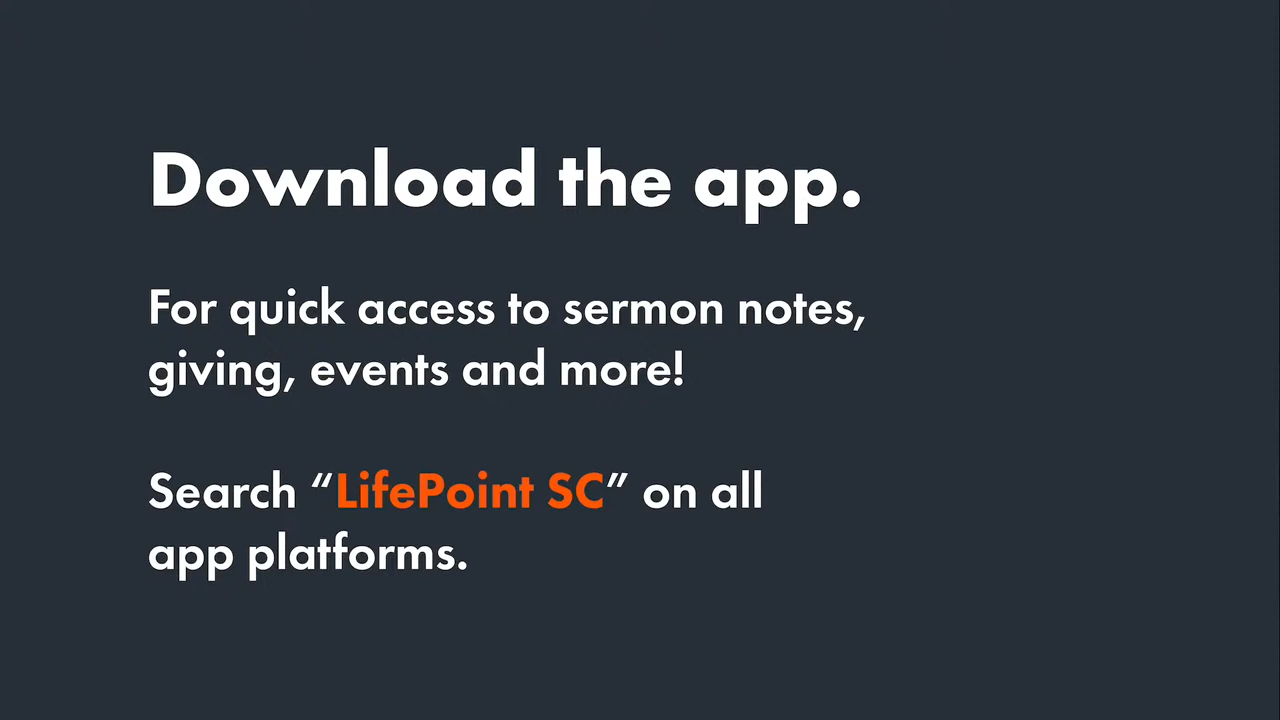 Download the app.
For quick access to sermon notes,
giving, events and more!
Search “LifePoint SC” on all
app platforms.